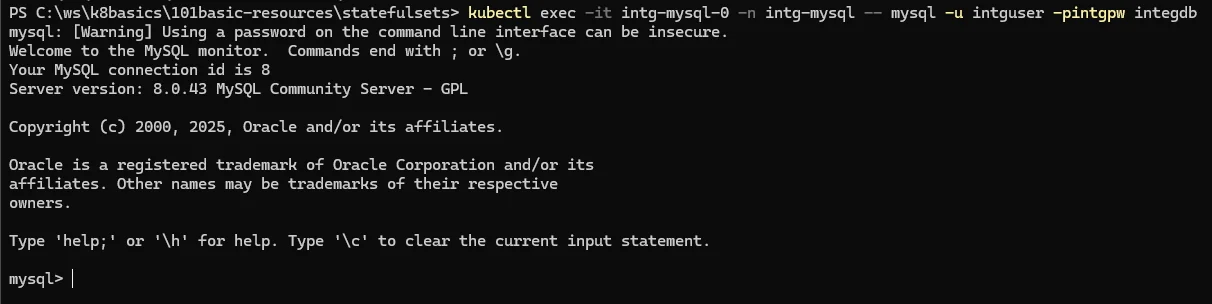 PS C:\ws\k8basics\101basic-resources\statefulsets> kubectl exec -it intg-mysql-0 -n intg-mysql -- mysql -u intguser -pintgpw integdb
mysql: [Warning] Using a password on the command line interface can be insecure.
Welcome to the MySQL monitor.  Commands end with ; or \g.
Your MySQL connection id is 8
Server version: 8.0.43 MySQL Community Server - GPL
Copyright (c) 2000, 2025, Oracle and/or its affiliates.
Oracle is a registered trademark of Oracle Corporation and/or its
affiliates. Other names may be trademarks of their respective
owners.
Type 'help;' or '\h' for help. Type '\c' to clear the current input statement.
mysql>